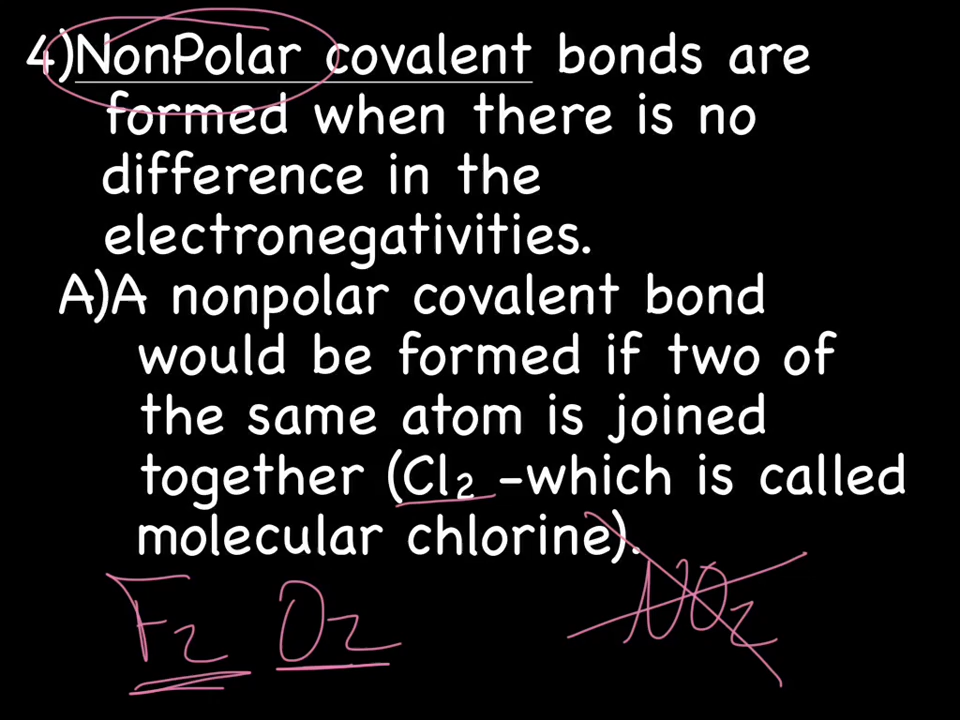 4)NonPolar covalent bonds are
formed when there is no
difference in the
electronegativities.
A)A nonpolar covalent bond
would be formed if two of
the same atom is joined
together (Cl₂ -which is called
molecular chlorine).
F₂ O₂ NO₂